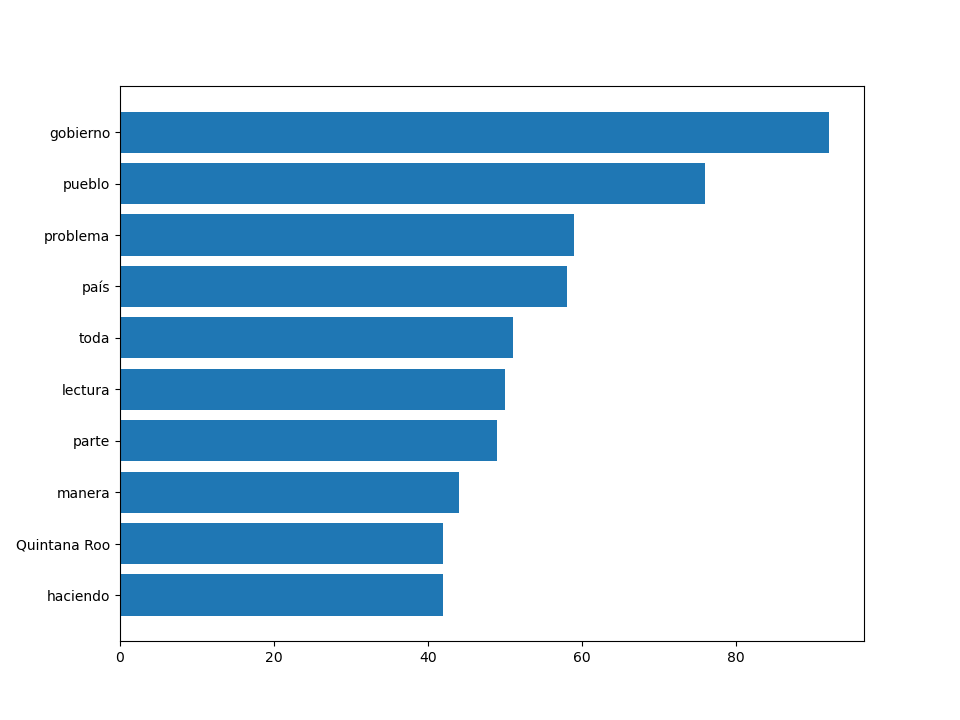 gobierno
pueblo
problema
país
toda
lectura
parte
manera
Quintana Roo
haciendo
0 20 40 60 80